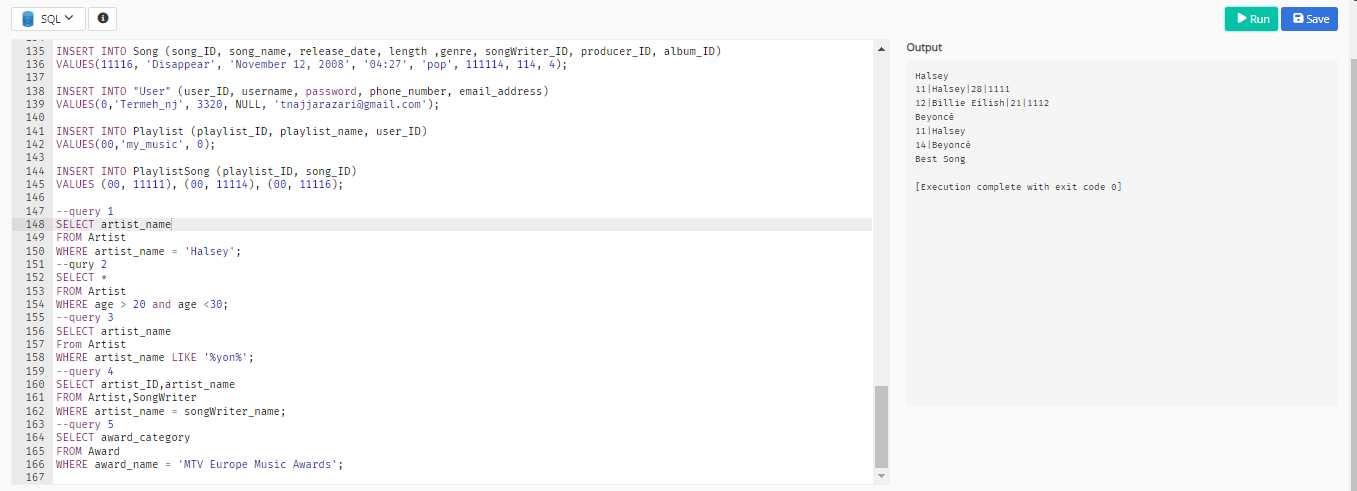 SQL
Run
Save
135 INSERT INTO Song (song_ID, song_name, release_date, length ,genre, songWriter_ID, producer_ID, album_ID)
136 VALUES(11116, 'Disappear', 'November 12, 2008', '04:27', 'pop', 111114, 114, 4);
137
138 INSERT INTO "User" (user_ID, username, password, phone_number, email_address)
139 VALUES(0,'Termeh_nj', 3320, NULL, 'tnajjarazari@gmail.com');
140
141 INSERT INTO Playlist (playlist_ID, playlist_name, user_ID)
142 VALUES(00,'my_music', 0);
143
144 INSERT INTO PlaylistSong (playlist_ID, song_ID)
145 VALUES (00, 11111), (00, 11114), (00, 11116);
146
147 --query 1
148 SELECT artist_name
149 FROM Artist
150 WHERE artist_name = 'Halsey';
151 --qury 2
152 SELECT *
153 FROM Artist
154 WHERE age > 20 and age <30;
155 --query 3
156 SELECT artist_name
157 From Artist
158 WHERE artist_name LIKE '%yon%';
159 --query 4
160 SELECT artist_ID,artist_name
161 FROM Artist,SongWriter
162 WHERE artist_name = songWriter_name;
163 --query 5
164 SELECT award_category
165 FROM Award
166 WHERE award_name = 'MTV Europe Music Awards';
167
Output
Halsey
11|Halsey|28|1111
12|Billie Eilish|21|1112
Beyoncé
11|Halsey
14|Beyoncé
Best Song
[Execution complete with exit code 0]